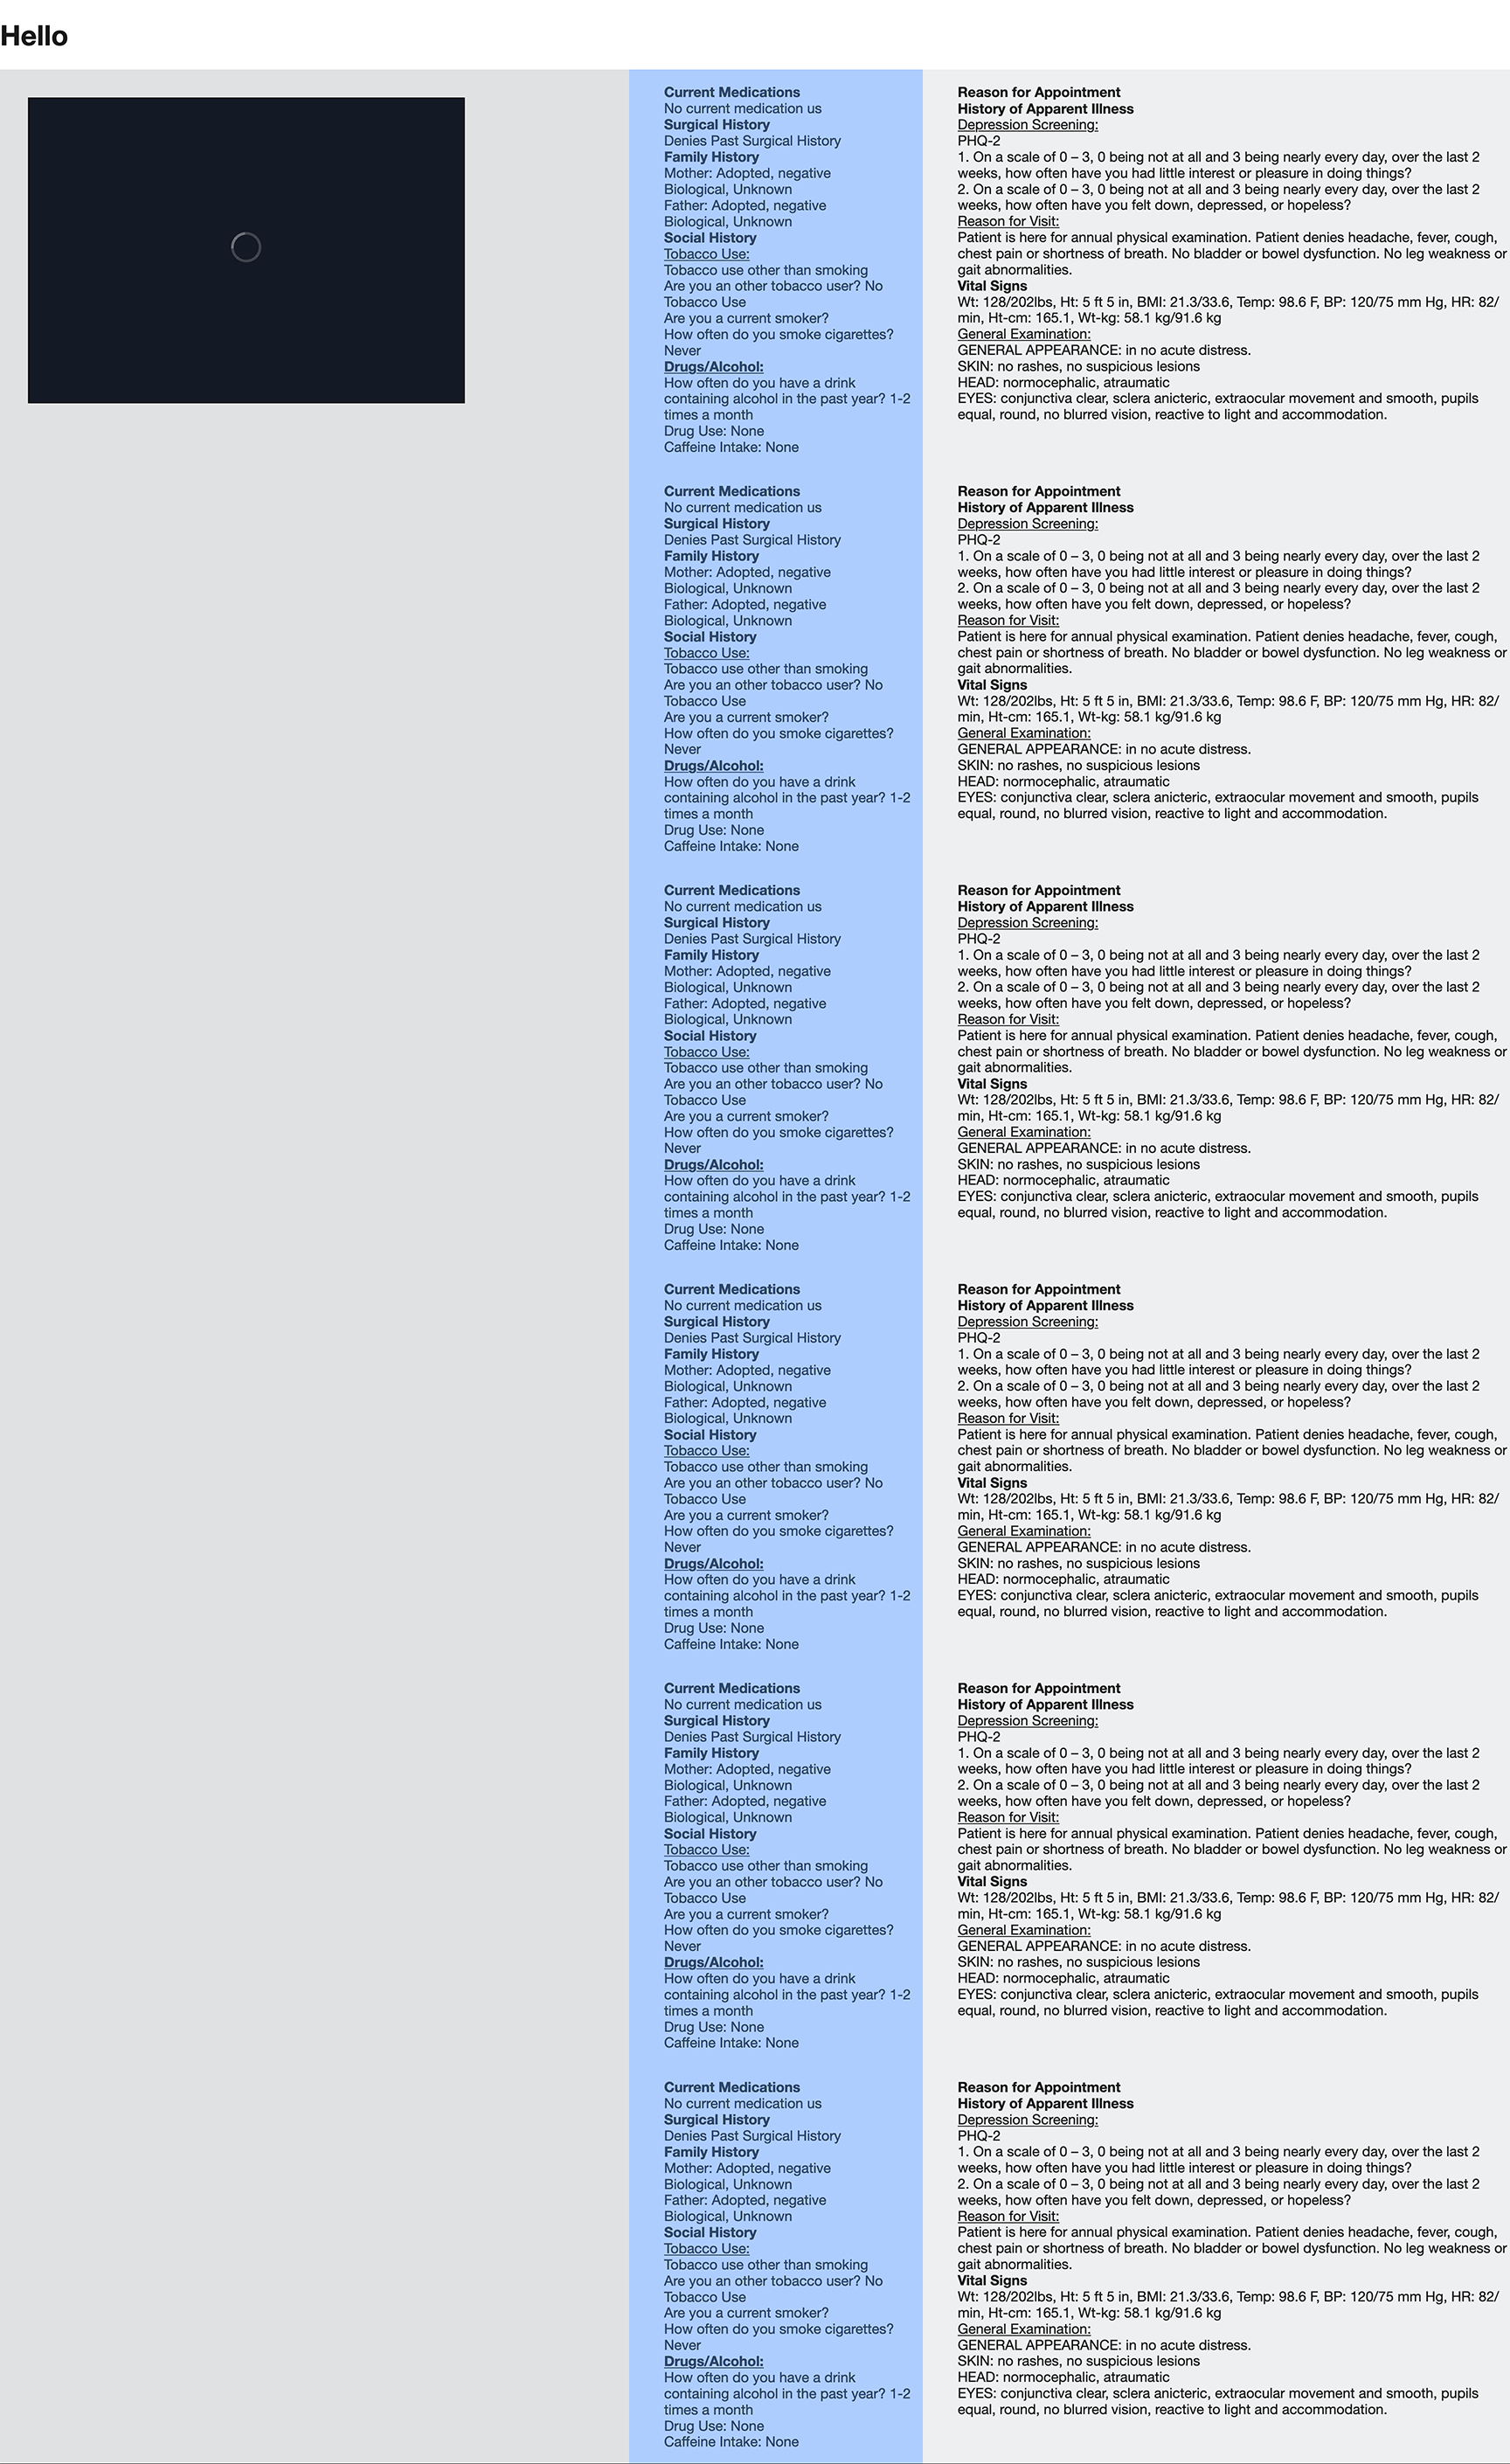 Hello
Current Medications
No current medication us
Surgical History
Denies Past Surgical History
Family History
Mother: Adopted, negative
Biological, Unknown
Father: Adopted, negative
Biological, Unknown
Social History
Tobacco Use:
Tobacco use other than smoking
Are you an other tobacco user? No
Tobacco Use
Are you a current smoker?
How often do you smoke cigarettes?
Never
Drugs/Alcohol:
How often do you have a drink
containing alcohol in the past year? 1-2
times a month
Drug Use: None
Caffeine Intake: None
Reason for Appointment
History of Apparent Illness
Depression Screening:
PHQ-2
1. On a scale of 0 – 3, 0 being not at all and 3 being nearly every day, over the last 2
weeks, how often have you had little interest or pleasure in doing things?
2. On a scale of 0 – 3, 0 being not at all and 3 being nearly every day, over the last 2
weeks, how often have you felt down, depressed, or hopeless?
Reason for Visit:
Patient is here for annual physical examination. Patient denies headache, fever, cough,
chest pain or shortness of breath. No bladder or bowel dysfunction. No leg weakness or
gait abnormalities.
Vital Signs
Wt: 128/202lbs, Ht: 5 ft 5 in, BMI: 21.3/33.6, Temp: 98.6 F, BP: 120/75 mm Hg, HR: 82/
min, Ht-cm: 165.1, Wt-kg: 58.1 kg/91.6 kg
General Examination:
GENERAL APPEARANCE: in no acute distress.
SKIN: no rashes, no suspicious lesions
HEAD: normocephalic, atraumatic
EYES: conjunctiva clear, sclera anicteric, extraocular movement and smooth, pupils
equal, round, no blurred vision, reactive to light and accommodation.
Current Medications
No current medication us
Surgical History
Denies Past Surgical History
Family History
Mother: Adopted, negative
Biological, Unknown
Father: Adopted, negative
Biological, Unknown
Social History
Tobacco Use:
Tobacco use other than smoking
Are you an other tobacco user? No
Tobacco Use
Are you a current smoker?
How often do you smoke cigarettes?
Never
Drugs/Alcohol:
How often do you have a drink
containing alcohol in the past year? 1-2
times a month
Drug Use: None
Caffeine Intake: None
Reason for Appointment
History of Apparent Illness
Depression Screening:
PHQ-2
1. On a scale of 0 – 3, 0 being not at all and 3 being nearly every day, over the last 2
weeks, how often have you had little interest or pleasure in doing things?
2. On a scale of 0 – 3, 0 being not at all and 3 being nearly every day, over the last 2
weeks, how often have you felt down, depressed, or hopeless?
Reason for Visit:
Patient is here for annual physical examination. Patient denies headache, fever, cough,
chest pain or shortness of breath. No bladder or bowel dysfunction. No leg weakness or
gait abnormalities.
Vital Signs
Wt: 128/202lbs, Ht: 5 ft 5 in, BMI: 21.3/33.6, Temp: 98.6 F, BP: 120/75 mm Hg, HR: 82/
min, Ht-cm: 165.1, Wt-kg: 58.1 kg/91.6 kg
General Examination:
GENERAL APPEARANCE: in no acute distress.
SKIN: no rashes, no suspicious lesions
HEAD: normocephalic, atraumatic
EYES: conjunctiva clear, sclera anicteric, extraocular movement and smooth, pupils
equal, round, no blurred vision, reactive to light and accommodation.
Current Medications
No current medication us
Surgical History
Denies Past Surgical History
Family History
Mother: Adopted, negative
Biological, Unknown
Father: Adopted, negative
Biological, Unknown
Social History
Tobacco Use:
Tobacco use other than smoking
Are you an other tobacco user? No
Tobacco Use
Are you a current smoker?
How often do you smoke cigarettes?
Never
Drugs/Alcohol:
How often do you have a drink
containing alcohol in the past year? 1-2
times a month
Drug Use: None
Caffeine Intake: None
Reason for Appointment
History of Apparent Illness
Depression Screening:
PHQ-2
1. On a scale of 0 – 3, 0 being not at all and 3 being nearly every day, over the last 2
weeks, how often have you had little interest or pleasure in doing things?
2. On a scale of 0 – 3, 0 being not at all and 3 being nearly every day, over the last 2
weeks, how often have you felt down, depressed, or hopeless?
Reason for Visit:
Patient is here for annual physical examination. Patient denies headache, fever, cough,
chest pain or shortness of breath. No bladder or bowel dysfunction. No leg weakness or
gait abnormalities.
Vital Signs
Wt: 128/202lbs, Ht: 5 ft 5 in, BMI: 21.3/33.6, Temp: 98.6 F, BP: 120/75 mm Hg, HR: 82/
min, Ht-cm: 165.1, Wt-kg: 58.1 kg/91.6 kg
General Examination:
GENERAL APPEARANCE: in no acute distress.
SKIN: no rashes, no suspicious lesions
HEAD: normocephalic, atraumatic
EYES: conjunctiva clear, sclera anicteric, extraocular movement and smooth, pupils
equal, round, no blurred vision, reactive to light and accommodation.
Current Medications
No current medication us
Surgical History
Denies Past Surgical History
Family History
Mother: Adopted, negative
Biological, Unknown
Father: Adopted, negative
Biological, Unknown
Social History
Tobacco Use:
Tobacco use other than smoking
Are you an other tobacco user? No
Tobacco Use
Are you a current smoker?
How often do you smoke cigarettes?
Never
Drugs/Alcohol:
How often do you have a drink
containing alcohol in the past year? 1-2
times a month
Drug Use: None
Caffeine Intake: None
Reason for Appointment
History of Apparent Illness
Depression Screening:
PHQ-2
1. On a scale of 0 – 3, 0 being not at all and 3 being nearly every day, over the last 2
weeks, how often have you had little interest or pleasure in doing things?
2. On a scale of 0 – 3, 0 being not at all and 3 being nearly every day, over the last 2
weeks, how often have you felt down, depressed, or hopeless?
Reason for Visit:
Patient is here for annual physical examination. Patient denies headache, fever, cough,
chest pain or shortness of breath. No bladder or bowel dysfunction. No leg weakness or
gait abnormalities.
Vital Signs
Wt: 128/202lbs, Ht: 5 ft 5 in, BMI: 21.3/33.6, Temp: 98.6 F, BP: 120/75 mm Hg, HR: 82/
min, Ht-cm: 165.1, Wt-kg: 58.1 kg/91.6 kg
General Examination:
GENERAL APPEARANCE: in no acute distress.
SKIN: no rashes, no suspicious lesions
HEAD: normocephalic, atraumatic
EYES: conjunctiva clear, sclera anicteric, extraocular movement and smooth, pupils
equal, round, no blurred vision, reactive to light and accommodation.
Current Medications
No current medication us
Surgical History
Denies Past Surgical History
Family History
Mother: Adopted, negative
Biological, Unknown
Father: Adopted, negative
Biological, Unknown
Social History
Tobacco Use:
Tobacco use other than smoking
Are you an other tobacco user? No
Tobacco Use
Are you a current smoker?
How often do you smoke cigarettes?
Never
Drugs/Alcohol:
How often do you have a drink
containing alcohol in the past year? 1-2
times a month
Drug Use: None
Caffeine Intake: None
Reason for Appointment
History of Apparent Illness
Depression Screening:
PHQ-2
1. On a scale of 0 – 3, 0 being not at all and 3 being nearly every day, over the last 2
weeks, how often have you had little interest or pleasure in doing things?
2. On a scale of 0 – 3, 0 being not at all and 3 being nearly every day, over the last 2
weeks, how often have you felt down, depressed, or hopeless?
Reason for Visit:
Patient is here for annual physical examination. Patient denies headache, fever, cough,
chest pain or shortness of breath. No bladder or bowel dysfunction. No leg weakness or
gait abnormalities.
Vital Signs
Wt: 128/202lbs, Ht: 5 ft 5 in, BMI: 21.3/33.6, Temp: 98.6 F, BP: 120/75 mm Hg, HR: 82/
min, Ht-cm: 165.1, Wt-kg: 58.1 kg/91.6 kg
General Examination:
GENERAL APPEARANCE: in no acute distress.
SKIN: no rashes, no suspicious lesions
HEAD: normocephalic, atraumatic
EYES: conjunctiva clear, sclera anicteric, extraocular movement and smooth, pupils
equal, round, no blurred vision, reactive to light and accommodation.
Current Medications
No current medication us
Surgical History
Denies Past Surgical History
Family History
Mother: Adopted, negative
Biological, Unknown
Father: Adopted, negative
Biological, Unknown
Social History
Tobacco Use:
Tobacco use other than smoking
Are you an other tobacco user? No
Tobacco Use
Are you a current smoker?
How often do you smoke cigarettes?
Never
Drugs/Alcohol:
How often do you have a drink
containing alcohol in the past year? 1-2
times a month
Drug Use: None
Caffeine Intake: None
Reason for Appointment
History of Apparent Illness
Depression Screening:
PHQ-2
1. On a scale of 0 – 3, 0 being not at all and 3 being nearly every day, over the last 2
weeks, how often have you had little interest or pleasure in doing things?
2. On a scale of 0 – 3, 0 being not at all and 3 being nearly every day, over the last 2
weeks, how often have you felt down, depressed, or hopeless?
Reason for Visit:
Patient is here for annual physical examination. Patient denies headache, fever, cough,
chest pain or shortness of breath. No bladder or bowel dysfunction. No leg weakness or
gait abnormalities.
Vital Signs
Wt: 128/202lbs, Ht: 5 ft 5 in, BMI: 21.3/33.6, Temp: 98.6 F, BP: 120/75 mm Hg, HR: 82/
min, Ht-cm: 165.1, Wt-kg: 58.1 kg/91.6 kg
General Examination:
GENERAL APPEARANCE: in no acute distress.
SKIN: no rashes, no suspicious lesions
HEAD: normocephalic, atraumatic
EYES: conjunctiva clear, sclera anicteric, extraocular movement and smooth, pupils
equal, round, no blurred vision, reactive to light and accommodation.